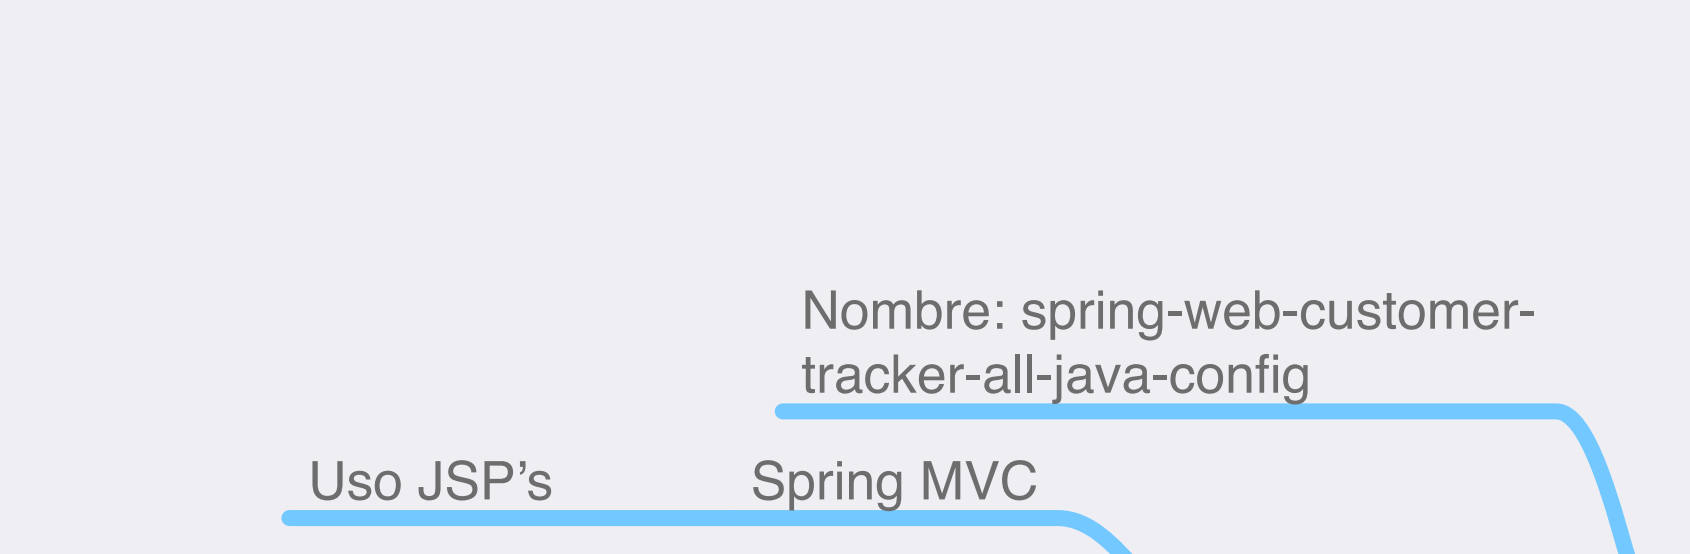 Nombre: spring-web-customer-
tracker-all-java-config
Uso JSP’s
Spring MVC